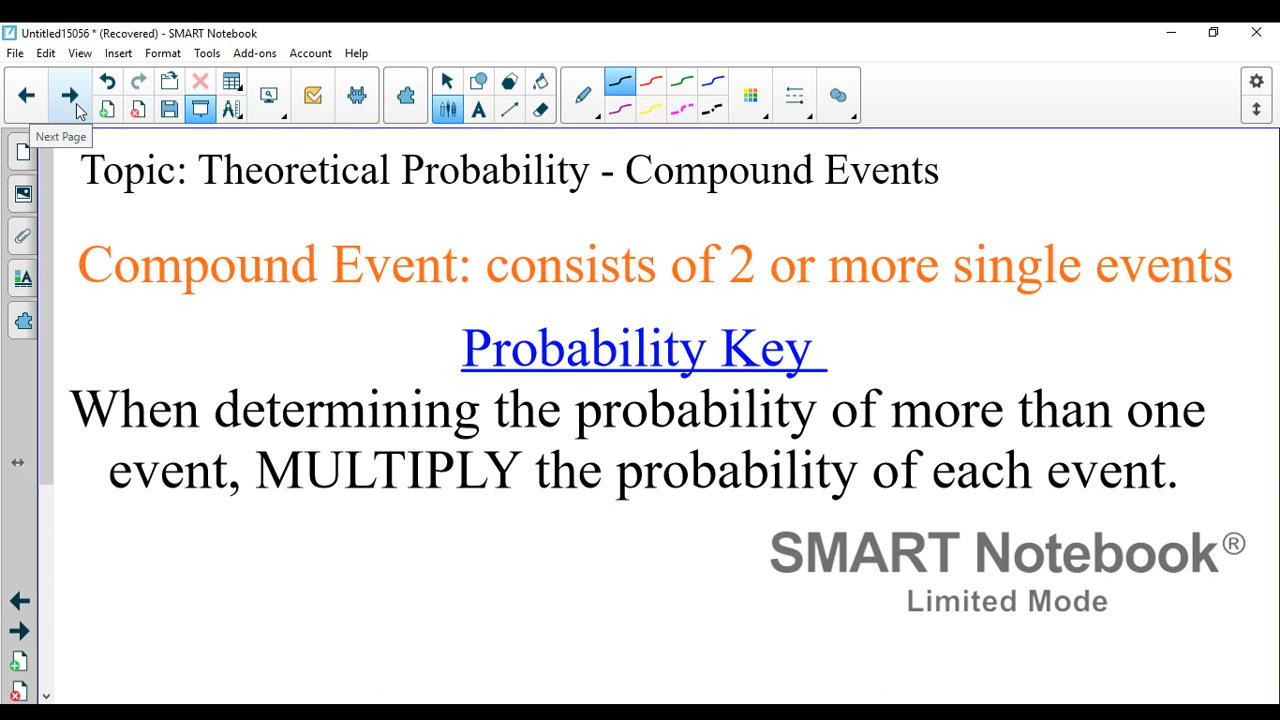 Untitled15056 * (Recovered) - SMART Notebook
File Edit View Insert Format Tools Add-ons Account Help
Next Page
Topic: Theoretical Probability - Compound Events
Compound Event: consists of 2 or more single events
Probability Key
When determining the probability of more than one
event, MULTIPLY the probability of each event.
SMART Notebook®
Limited Mode